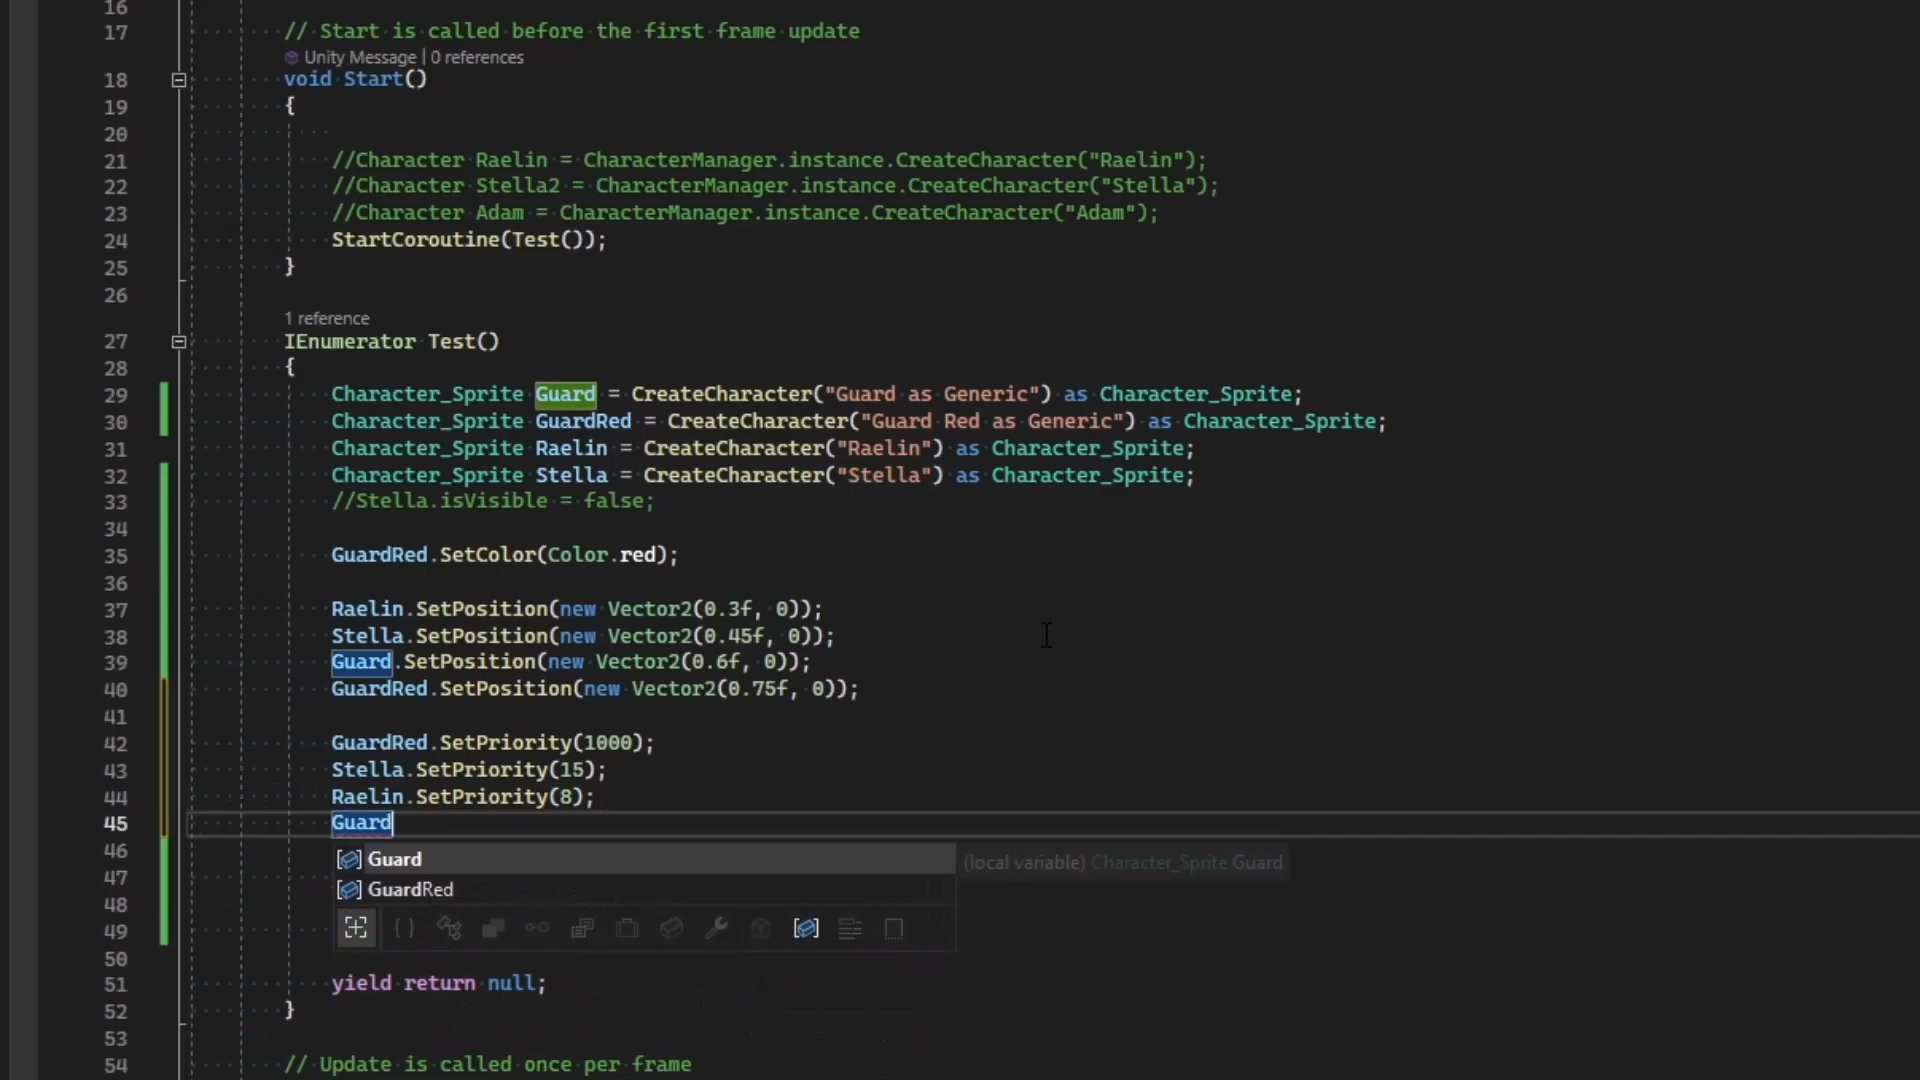 16
17 // Start is called before the first frame update
Unity Message | 0 references
18 void Start()
19 {
20
21 //Character Raelin = CharacterManager.instance.CreateCharacter("Raelin");
22 //Character Stella2 = CharacterManager.instance.CreateCharacter("Stella");
23 //Character Adam = CharacterManager.instance.CreateCharacter("Adam");
24 StartCoroutine(Test());
25 }
26
1 reference
27 IEnumerator Test()
28 {
29 Character_Sprite Guard = CreateCharacter("Guard as Generic") as Character_Sprite;
30 Character_Sprite GuardRed = CreateCharacter("Guard Red as Generic") as Character_Sprite;
31 Character_Sprite Raelin = CreateCharacter("Raelin") as Character_Sprite;
32 Character_Sprite Stella = CreateCharacter("Stella") as Character_Sprite;
33 //Stella.isVisible = false;
34
35 GuardRed.SetColor(Color.red);
36
37 Raelin.SetPosition(new Vector2(0.3f, 0));
38 Stella.SetPosition(new Vector2(0.45f, 0));
39 Guard.SetPosition(new Vector2(0.6f, 0));
40 GuardRed.SetPosition(new Vector2(0.75f, 0));
41
42 GuardRed.SetPriority(1000);
43 Stella.SetPriority(15);
44 Raelin.SetPriority(8);
45 Guard
46 Guard (local variable) Character_Sprite Guard
47 GuardRed
48
49
50
51 yield return null;
52 }
53
54 // Update is called once per frame